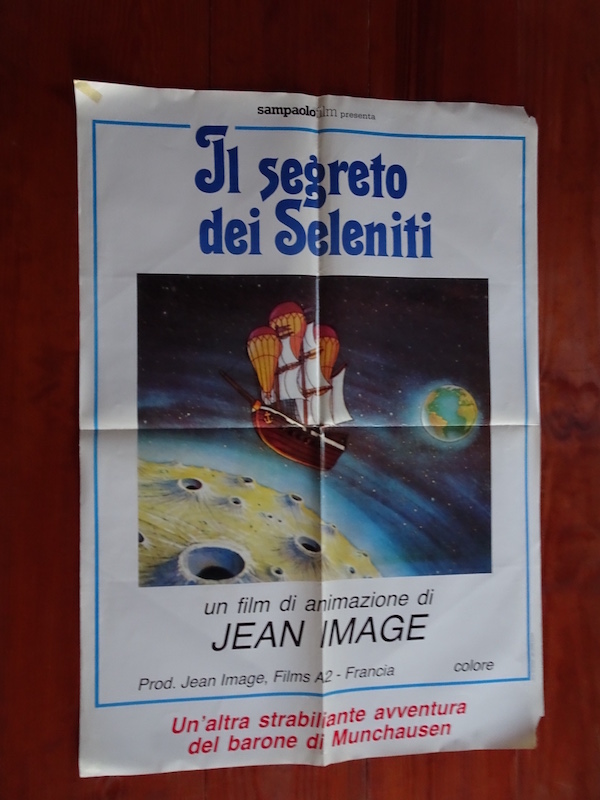 sampaolofilm presenta
Il segreto
dei Seleniti
un film di animazione di
JEAN IMAGE
Prod. Jean Image, Films A2 - Francia
colore
Un'altra strabiliante avventura
del barone di Munchausen